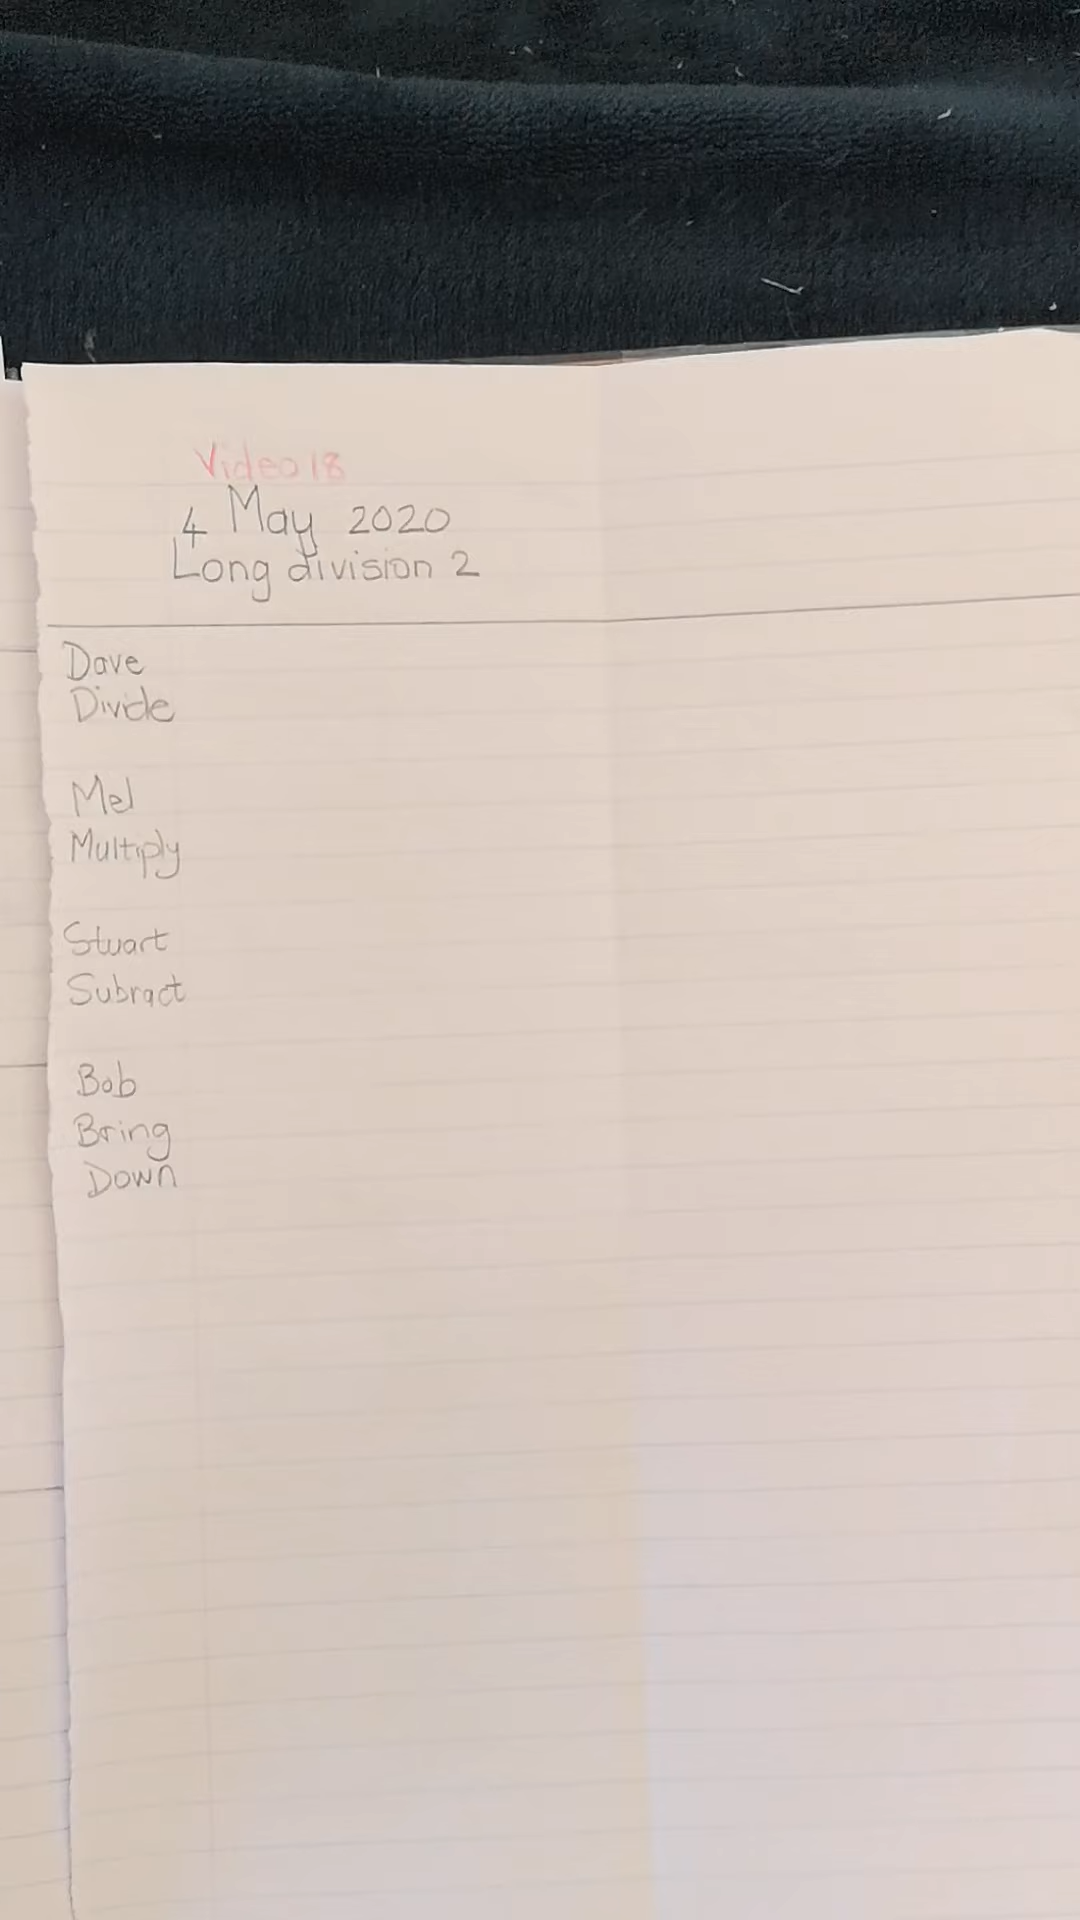 Video 18
4 May 2020
Long division 2
Dave
Divide
Mel
Multiply
Stuart
Subract
Bob
Bring
Down